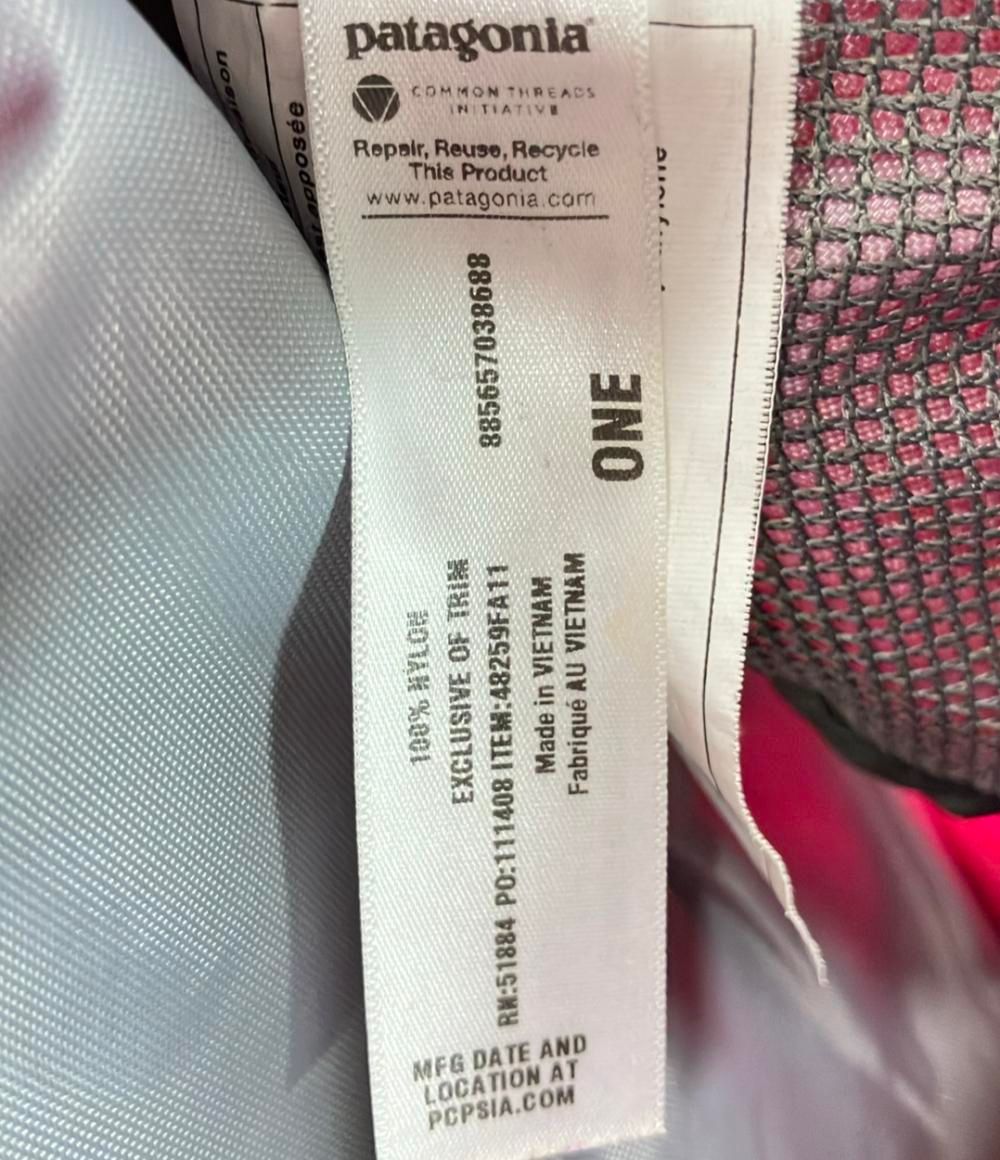 patagonia
COMMON THREADS
INITIATIVE
Repair, Reuse, Recycle
This Product
www.patagonia.com
885657038688
ONE
100% NYLON
EXCLUSIVE OF TRIM
RN:51884 PO:111408 ITEM:48259FA11
Made in VIETNAM
Fabriqué AU VIETNAM
MFG DATE AND
LOCATION AT
PCPSIA.COM
apposée